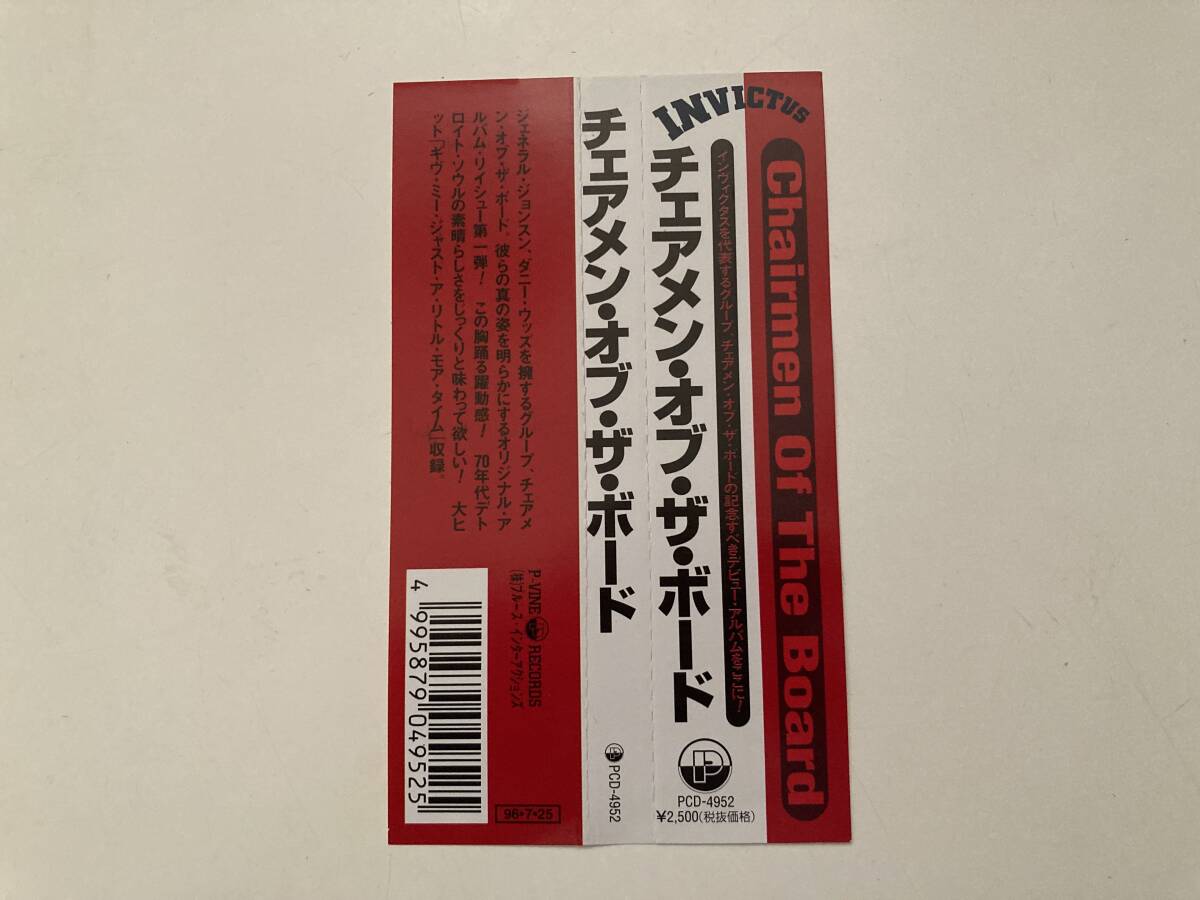 INVICTUS
Chairmen Of The Board
インヴィクタスを代表するグループ、チェアメン・オブ・ザ・ボードの記念すべきデビュー・アルバムをここに!
チェアメン・オブ・ザ・ボード
P
PCD-4952
¥2,500(税抜価格)
チェアメン・オブ・ザ・ボード
PCD-4952
ジェネラル・ジョンスン、ダニー・ウッズを擁するグループ、チェアメ
ン・オブ・ザ・ボード。彼らの真の姿を明らかにするオリジナル・ア
ルバム・リイシュー第一弾! この胸踊る躍動感! 70年代デト
ロイト・ソウルの素晴らしさをじっくりと味わって欲しい! 大ヒ
ット「ギヴ・ミー・ジャスト・ア・リトル・モア・タイム」収録。
P-VINE RECORDS
(株)ブルース・インターアクションズ
4 995879 049525
96・7・25